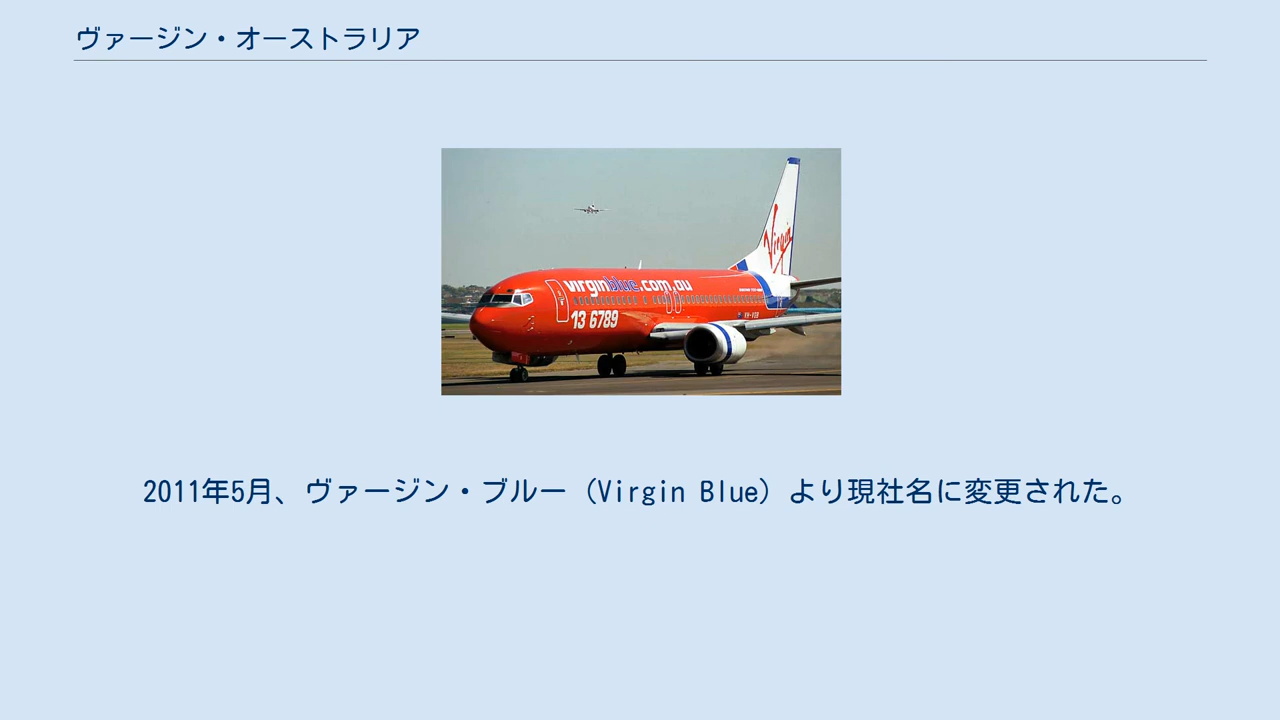 ヴァージン・オーストラリア
Virgin
virginblue.com.au
13 6789
2011年5月、ヴァージン・ブルー（Virgin Blue）より現社名に変更された。